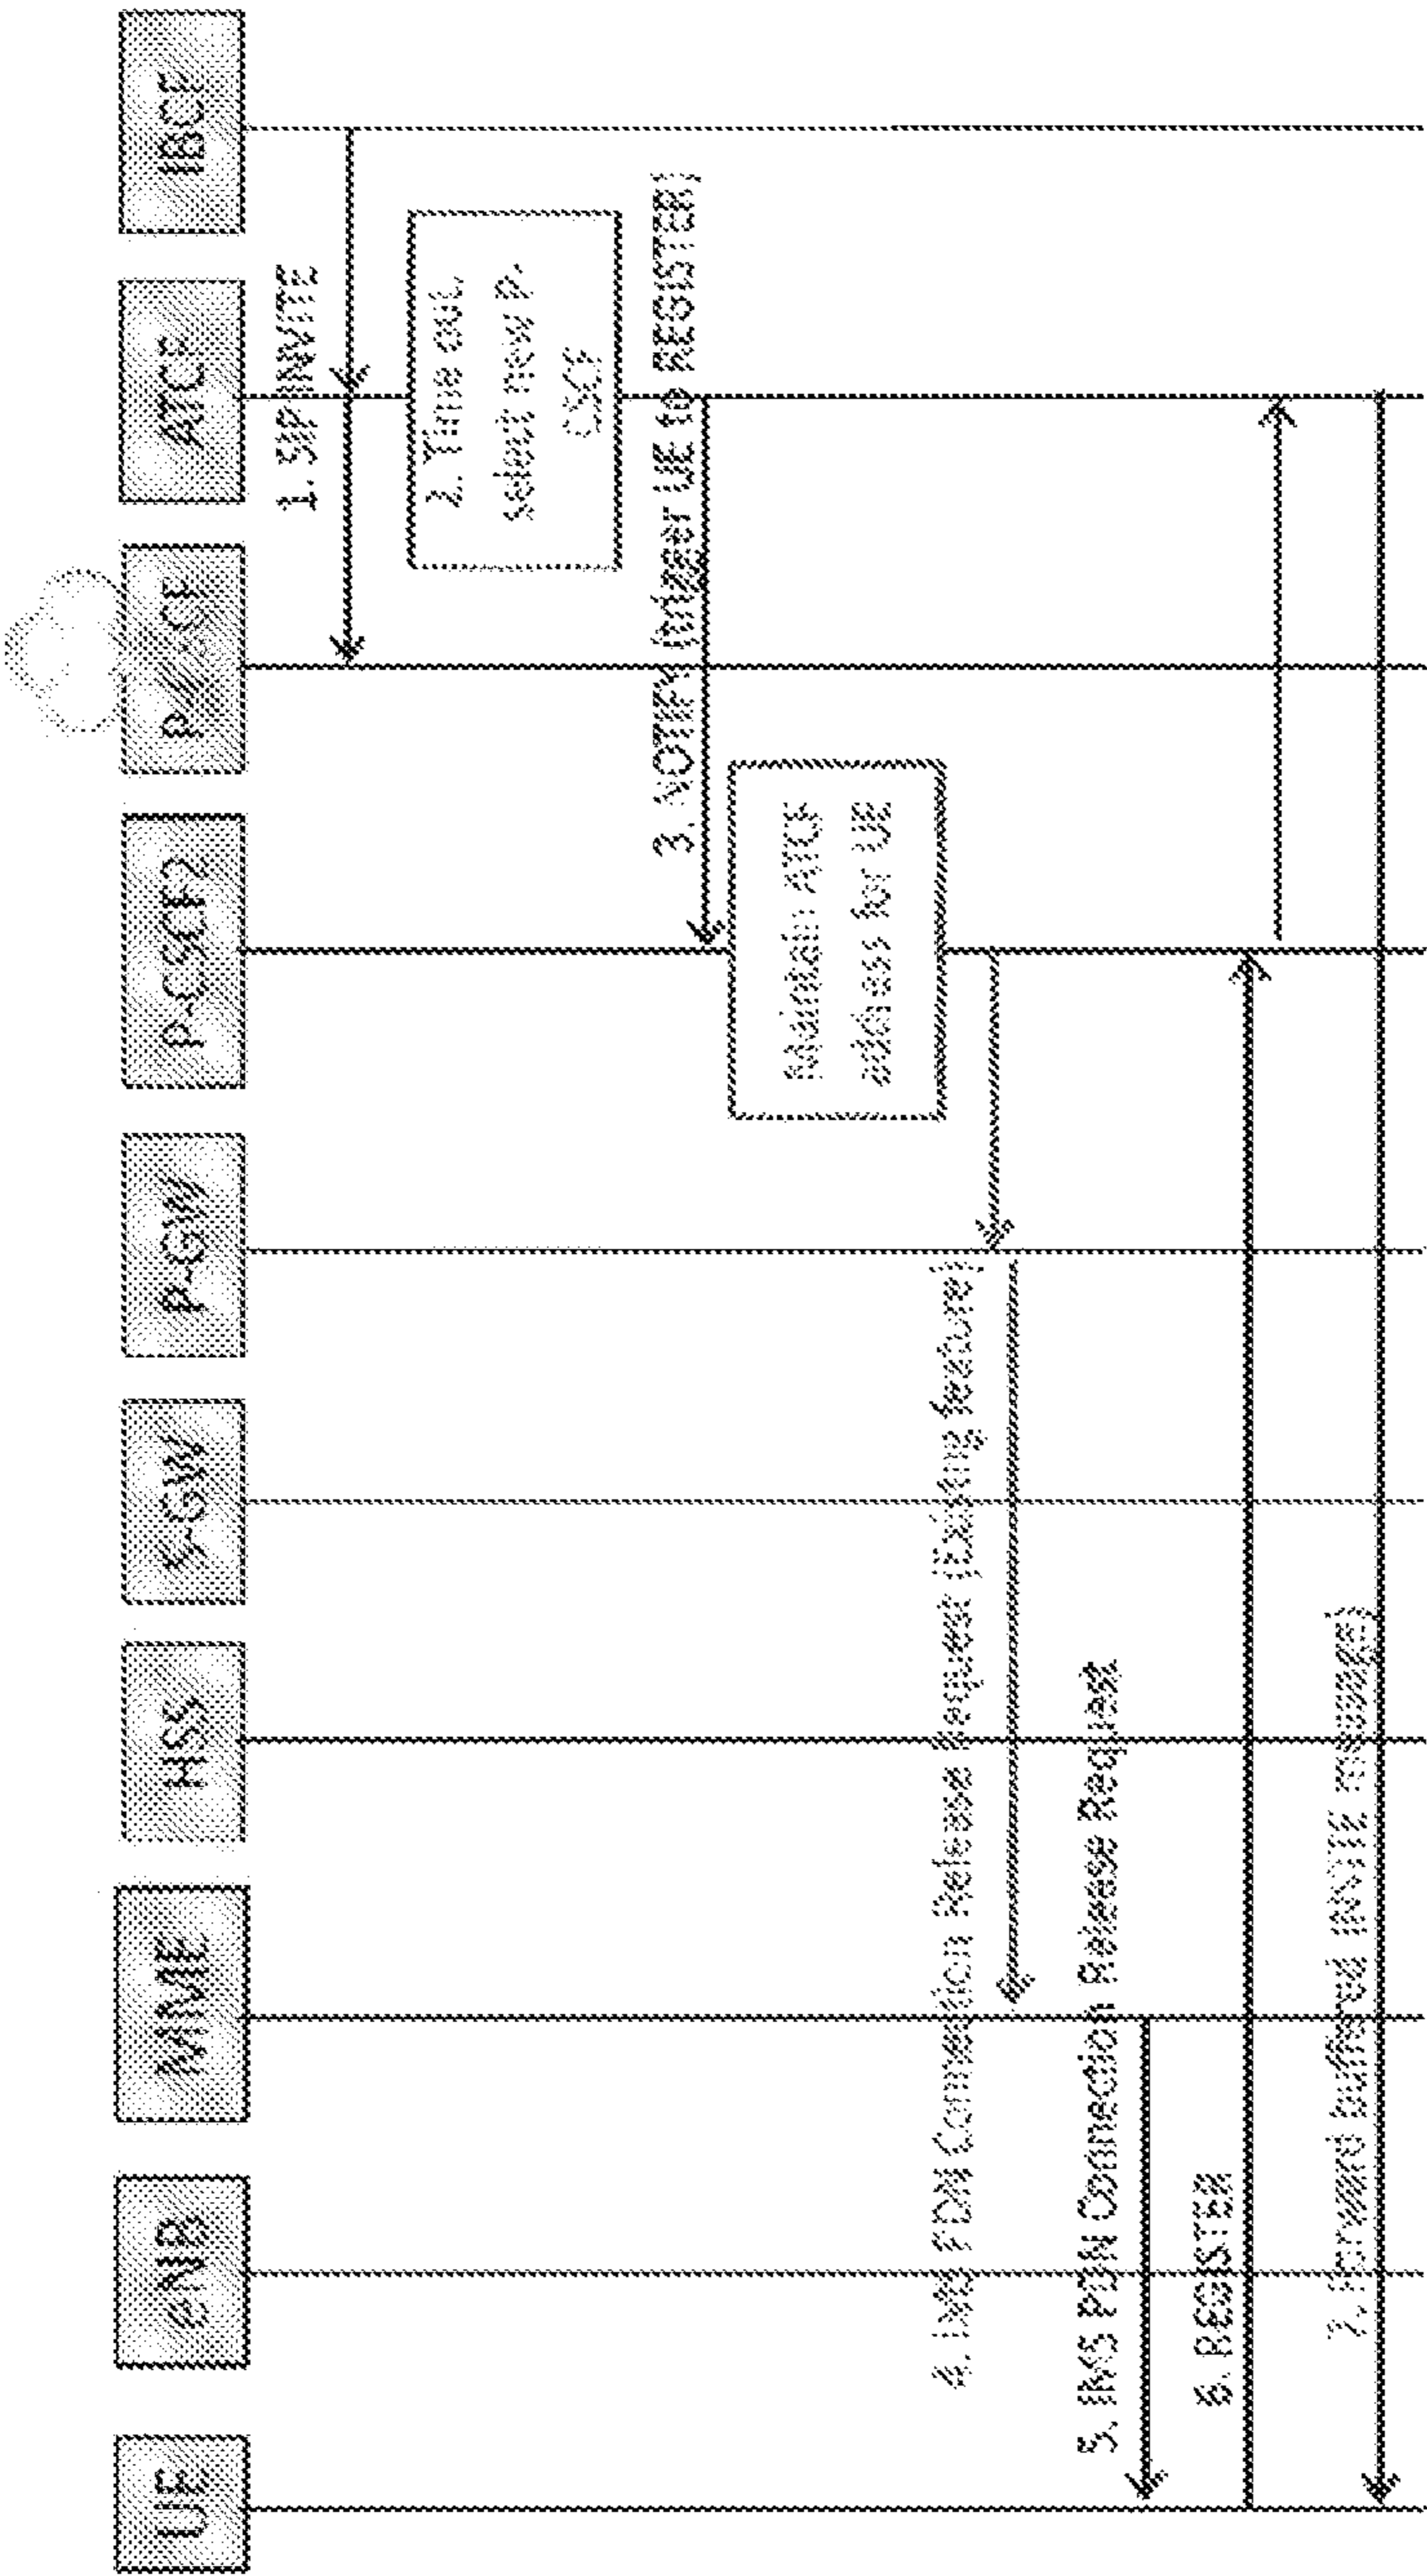 UE
eNB
MME
HSS
S-GW
P-GW
P-CSCF2
ATCF
IBCF
1. SIP INVITE
2. Time out,
select new P-
CSCF
3. NOTIFY (trigger UE to REGISTER)
Maintain ATCF
address for UE
4. IMS PDN Connection Release Request (Existing feature)
5. IMS PDN Connection Release Request
6. REGISTER
7. Forward buffered INVITE message)